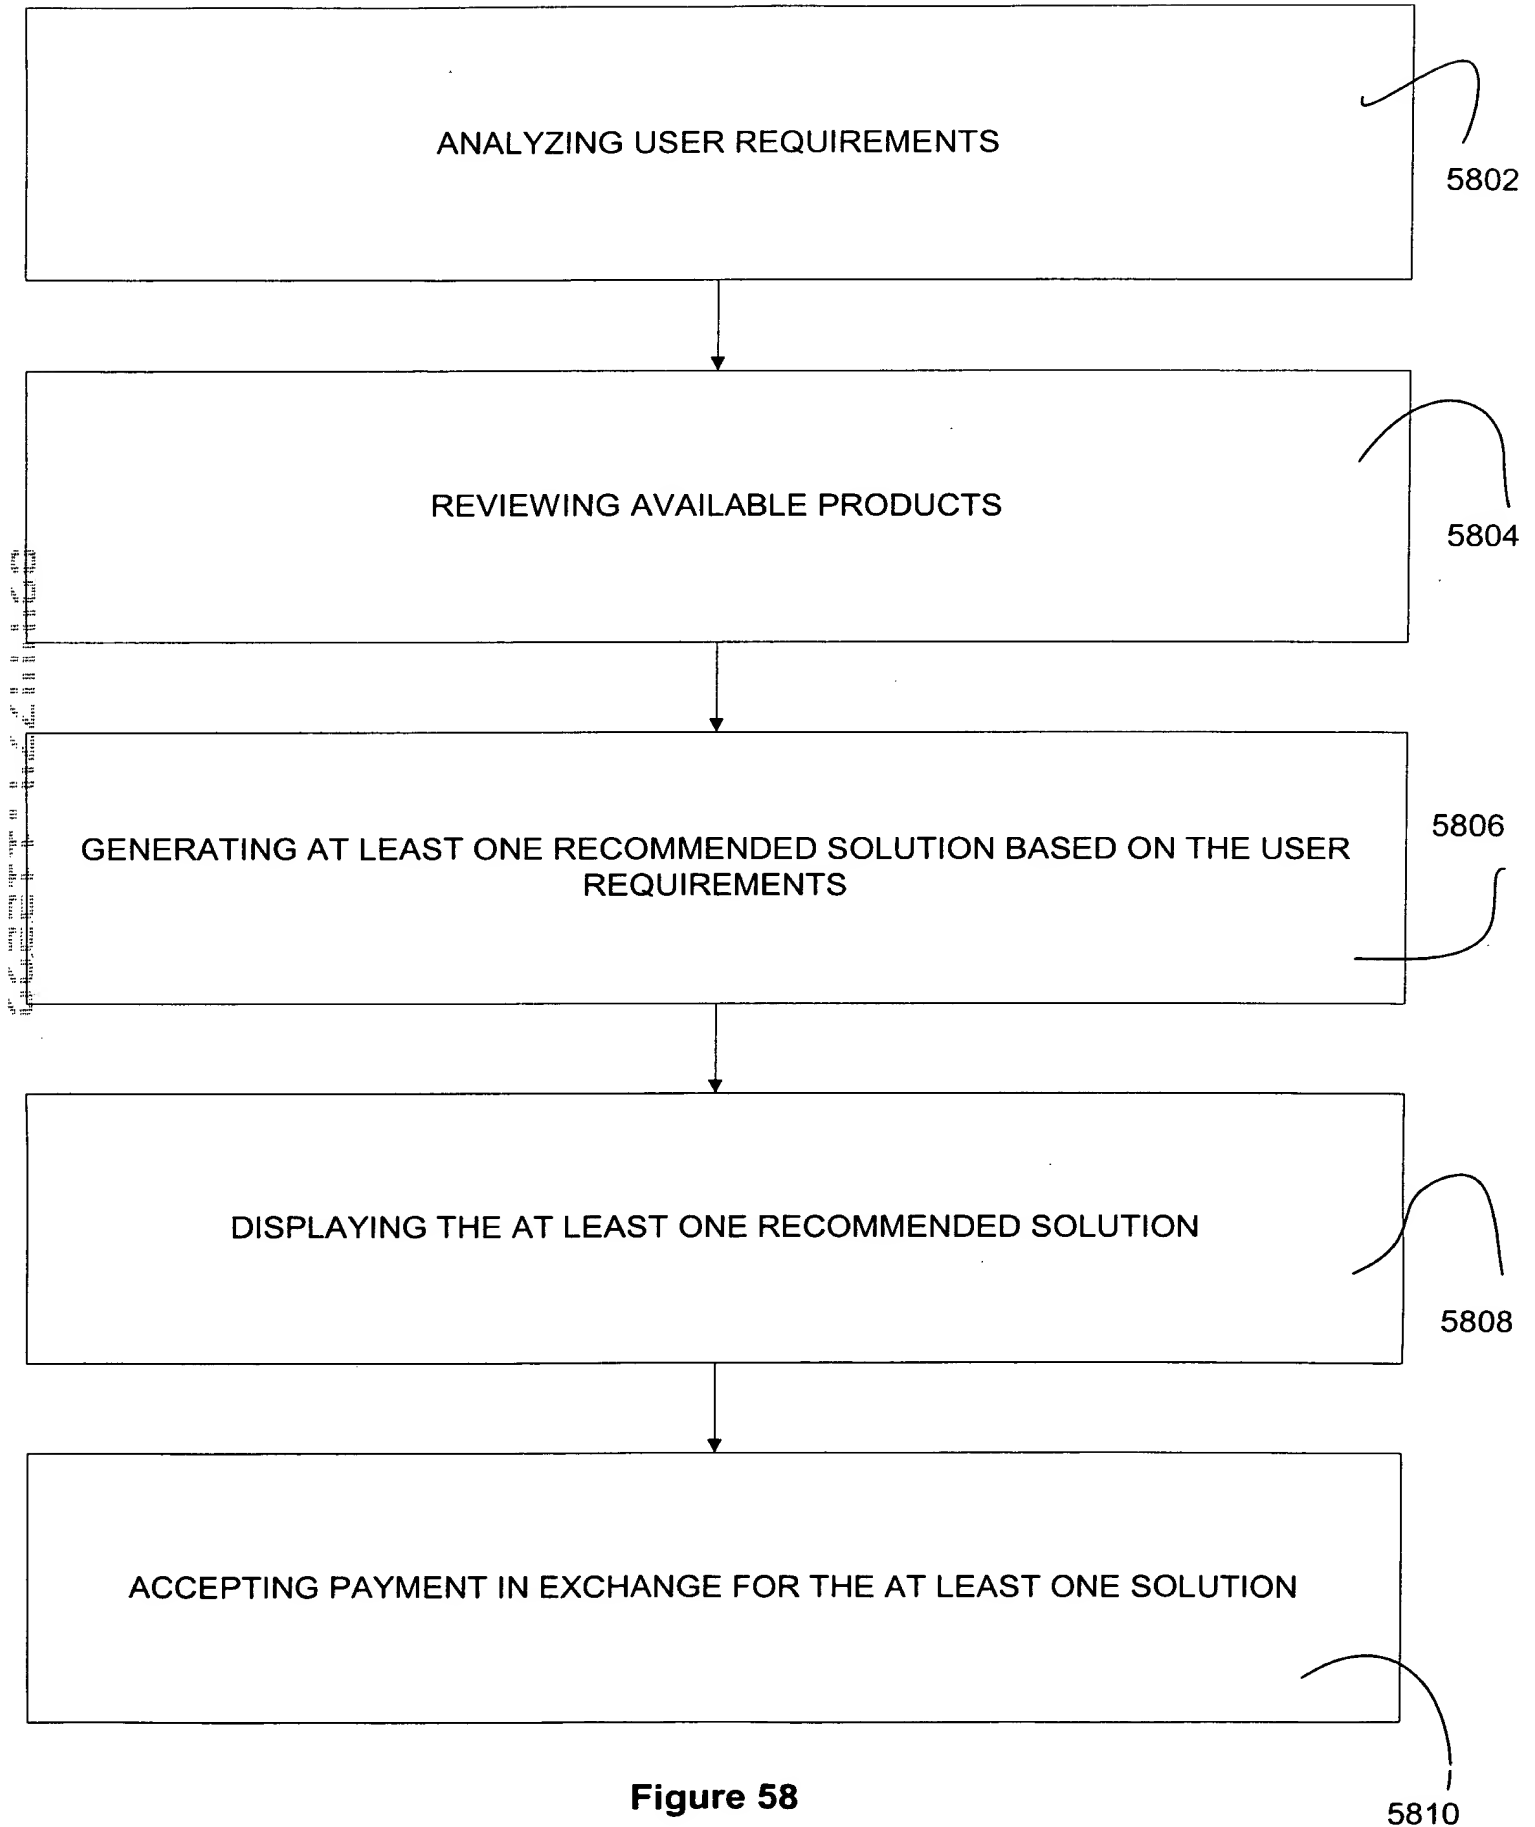 ANALYZING USER REQUIREMENTS
5802
REVIEWING AVAILABLE PRODUCTS
5804
5806
GENERATING AT LEAST ONE RECOMMENDED SOLUTION BASED ON THE USER
REQUIREMENTS
DISPLAYING THE AT LEAST ONE RECOMMENDED SOLUTION
5808
ACCEPTING PAYMENT IN EXCHANGE FOR THE AT LEAST ONE SOLUTION
Figure 58
5810